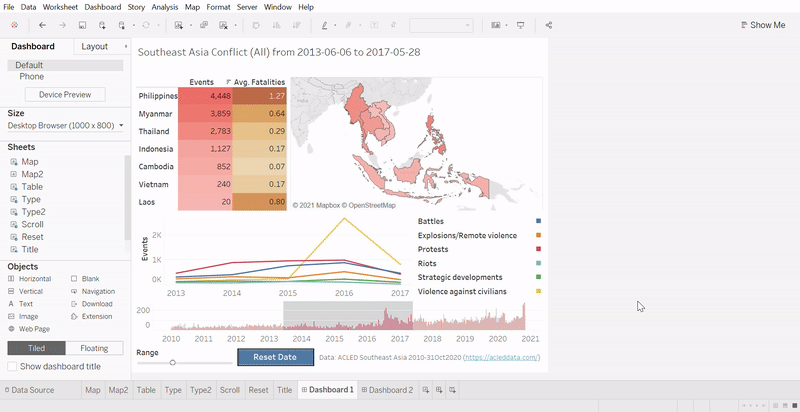 File Data Worksheet Dashboard Story Analysis Map Format Server Window Help
Show Me
Dashboard Layout
Default
Phone
Device Preview
Size
Desktop Browser (1000 x 800)
Sheets
Map
Map2
Table
Type
Type2
Scroll
Reset
Title
Objects
Horizontal Blank
Vertical Navigation
Text Download
Image Extension
Web Page
Tiled Floating
Show dashboard title
Southeast Asia Conflict (All) from 2013-06-06 to 2017-05-28
Events Avg. Fatalities
Philippines 4,448 1.27
Myanmar 3,859 0.64
Thailand 2,783 0.29
Indonesia 1,127 0.17
Cambodia 852 0.07
Vietnam 240 0.17
Laos 20 0.80
India
© 2021 Mapbox © OpenStreetMap
Events
2K
1K
0K
2013 2014 2015 2016 2017
Battles
Explosions/Remote violence
Protests
Riots
Strategic developments
Violence against civilians
200
0
2010 2011 2012 2013 2014 2015 2016 2017 2018 2019 2020 2021
Range
Reset Date
Data: ACLED Southeast Asia 2010-31Oct2020 (https://acleddata.com/)
Data Source Map Map2 Table Type Type2 Scroll Reset Title Dashboard 1 Dashboard 2